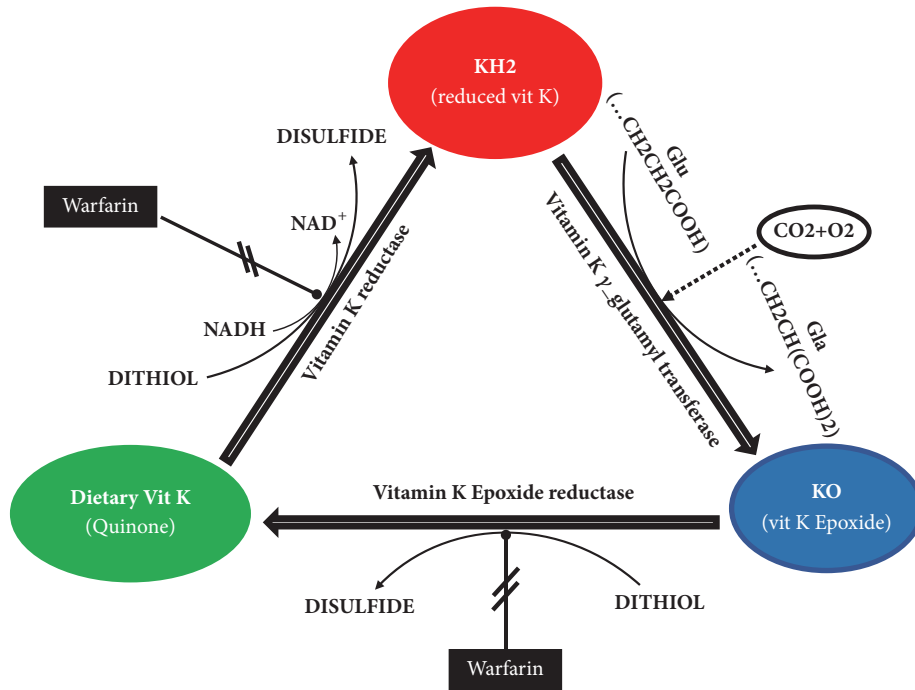 KH2
(reduced vit K)
DISULFIDE
Warfarin
NAD+
NADH
DITHIOL
Vitamin K reductase
Glu
(...CH2CH2COOH)
CO2+O2
Vitamin K γ_glutamyl transferase
Gla
(...CH2CH(COOH)2)
Dietary Vit K
(Quinone)
Vitamin K Epoxide reductase
KO
(vit K Epoxide)
DISULFIDE
DITHIOL
Warfarin